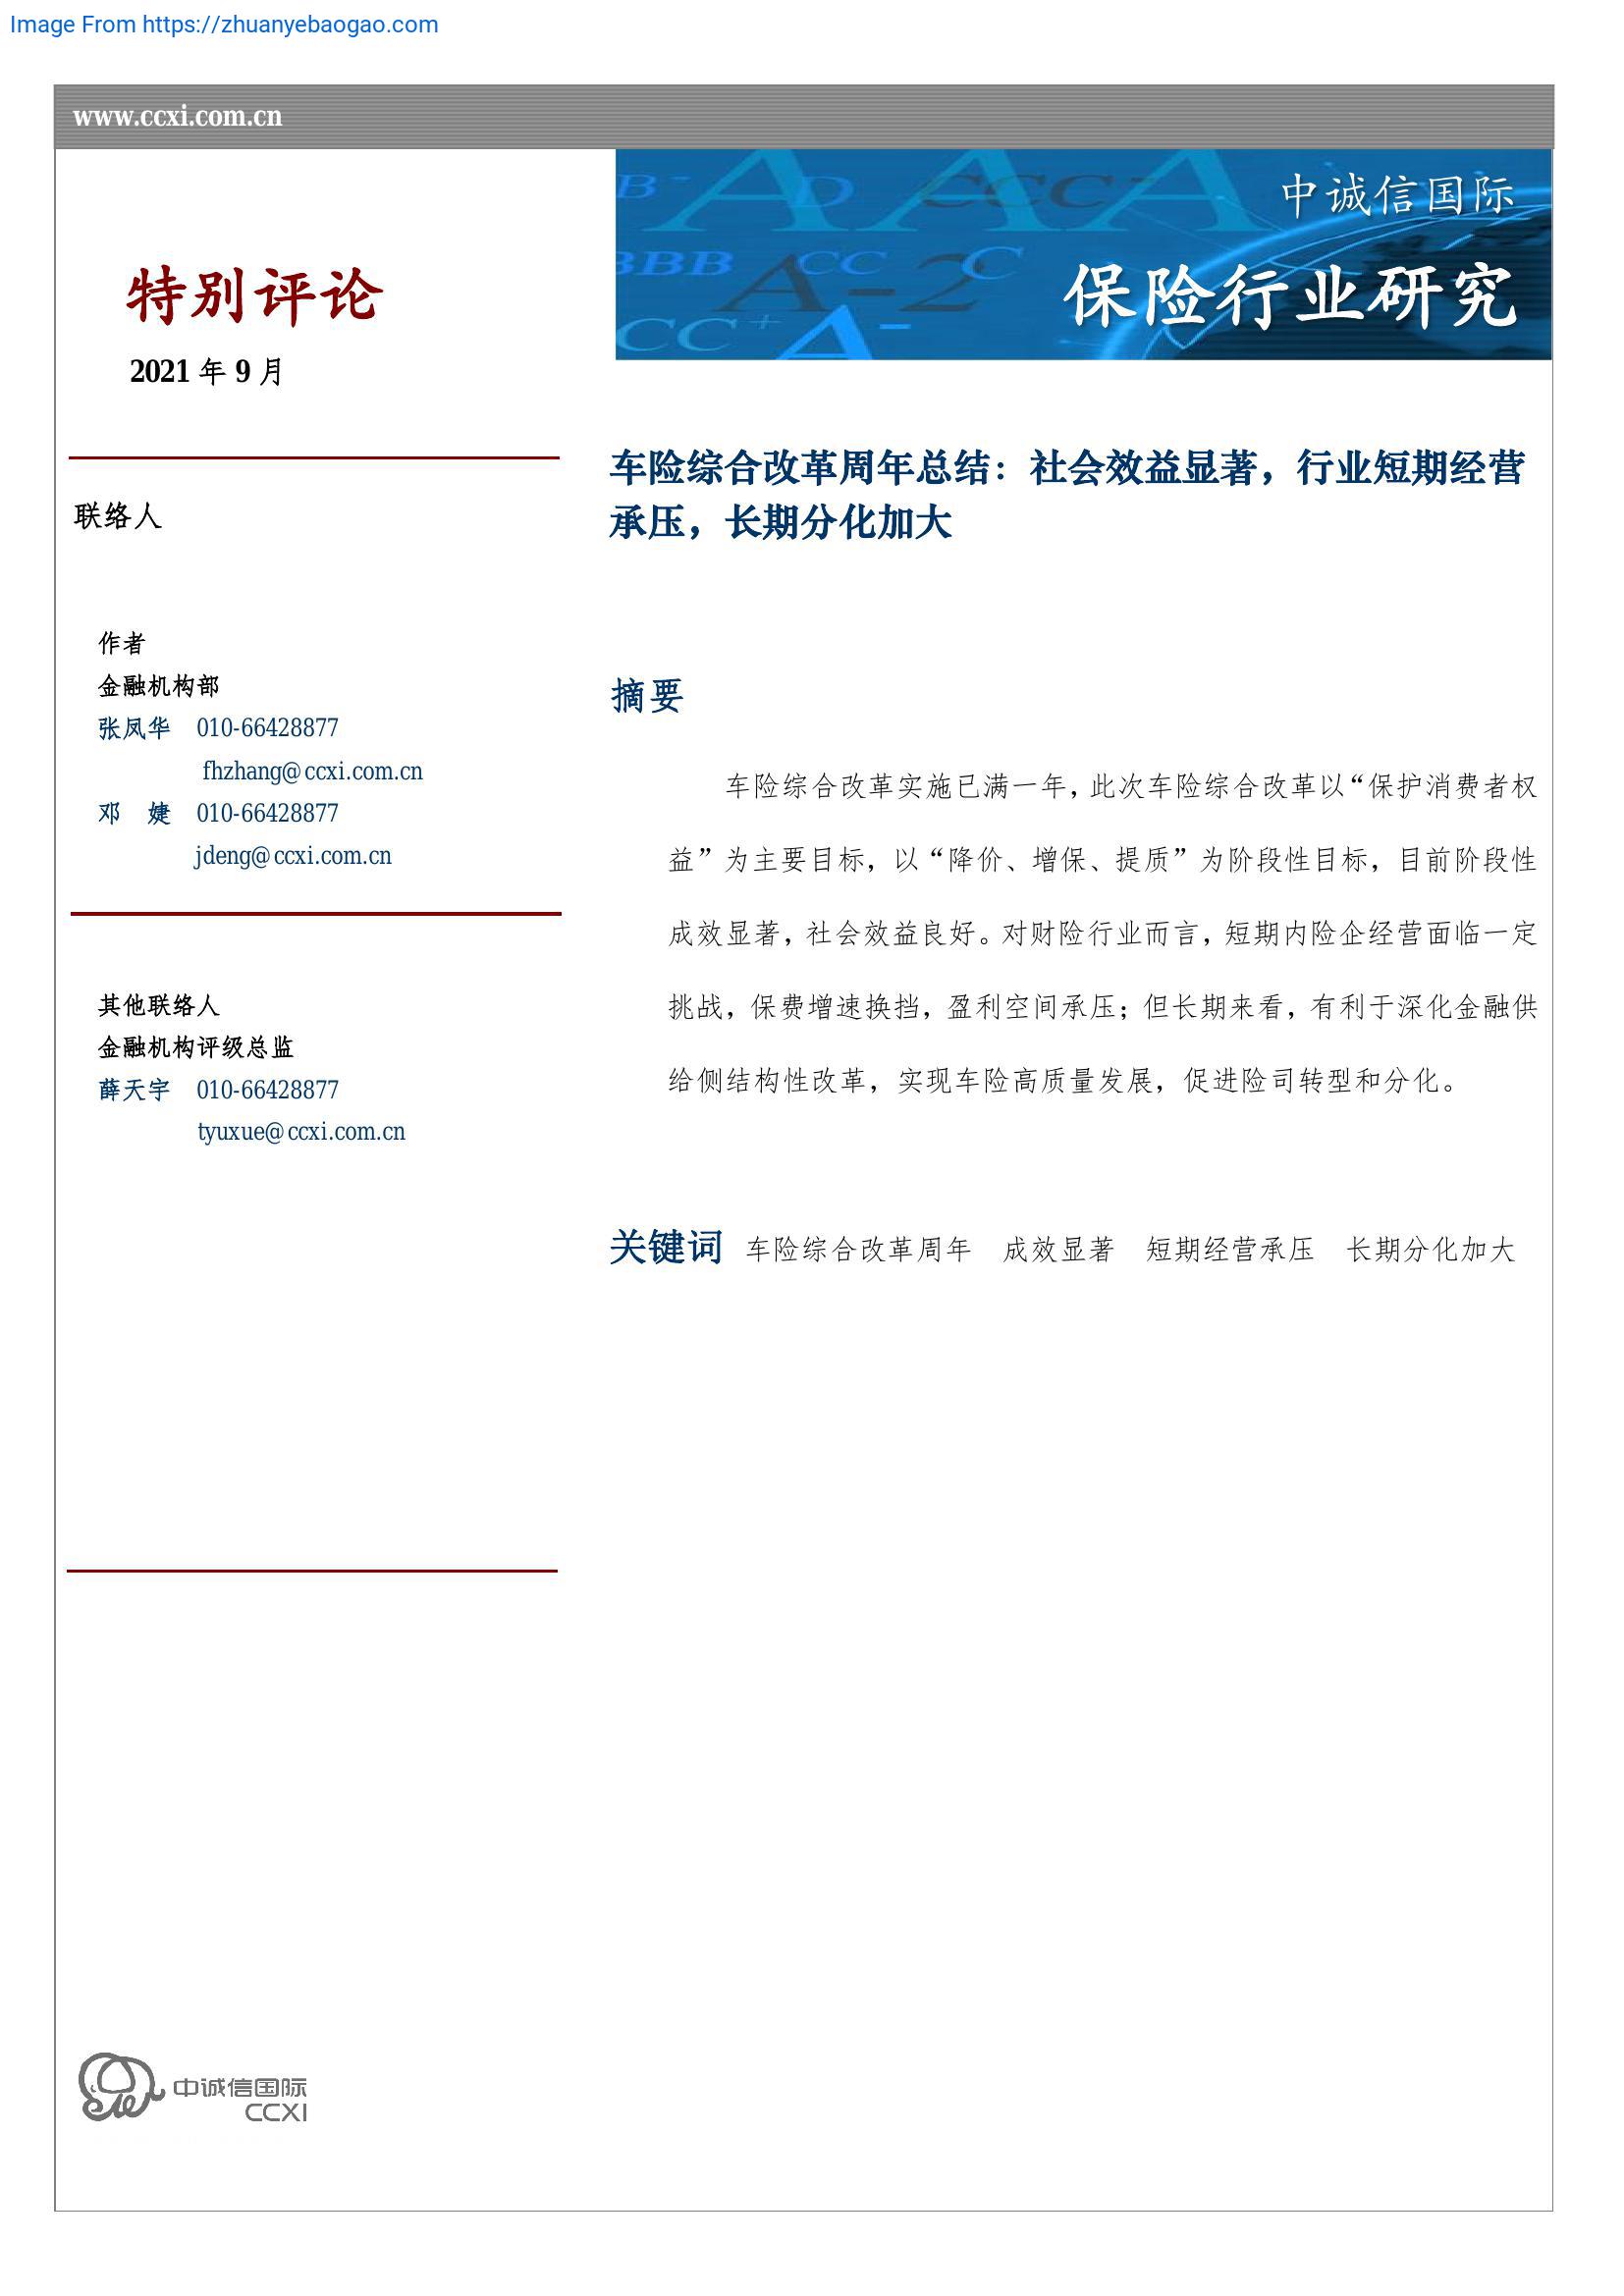 Image From https://zhuanyebaogao.com
www.ccxi.com.cn
B-
AAA
D
CCC-
中诚信国际
BBB
CC
C
A-2
保险行业研究
CC+
A-
特别评论
2021 年 9 月
联络人
作者
金融机构部
张凤华 010-66428877
fhzhang@ccxi.com.cn
邓 婕 010-66428877
jdeng@ccxi.com.cn
其他联络人
金融机构评级总监
薛天宇 010-66428877
tyuxue@ccxi.com.cn
车险综合改革周年总结：社会效益显著，行业短期经营
承压，长期分化加大
摘要
车险综合改革实施已满一年，此次车险综合改革以“保护消费者权
益”为主要目标，以“降价、增保、提质”为阶段性目标，目前阶段性
成效显著，社会效益良好。对财险行业而言，短期内险企经营面临一定
挑战，保费增速换挡，盈利空间承压；但长期来看，有利于深化金融供
给侧结构性改革，实现车险高质量发展，促进险司转型和分化。
关键词 车险综合改革周年 成效显著 短期经营承压 长期分化加大
中诚信国际
CCXI